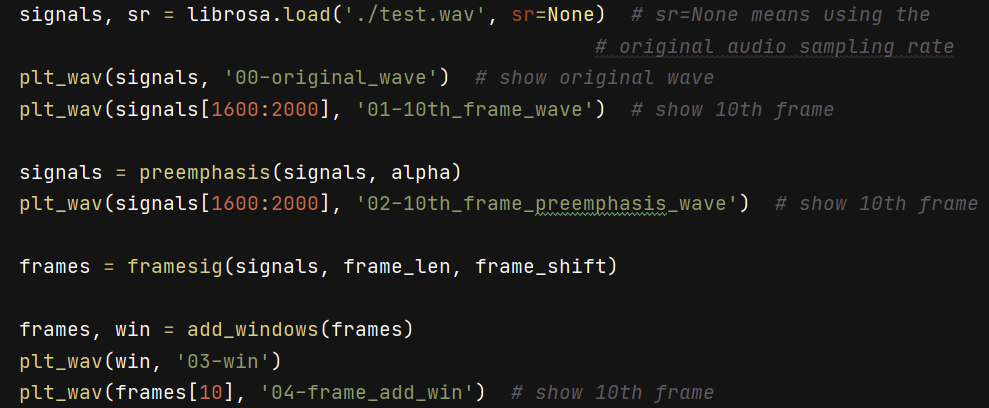 signals, sr = librosa.load('./test.wav', sr=None)  # sr=None means using the
# original audio sampling rate
plt_wav(signals, '00-original_wave')  # show original wave
plt_wav(signals[1600:2000], '01-10th_frame_wave')  # show 10th frame
signals = preemphasis(signals, alpha)
plt_wav(signals[1600:2000], '02-10th_frame_preemphasis_wave')  # show 10th frame
frames = framesig(signals, frame_len, frame_shift)
frames, win = add_windows(frames)
plt_wav(win, '03-win')
plt_wav(frames[10], '04-frame_add_win')  # show 10th frame